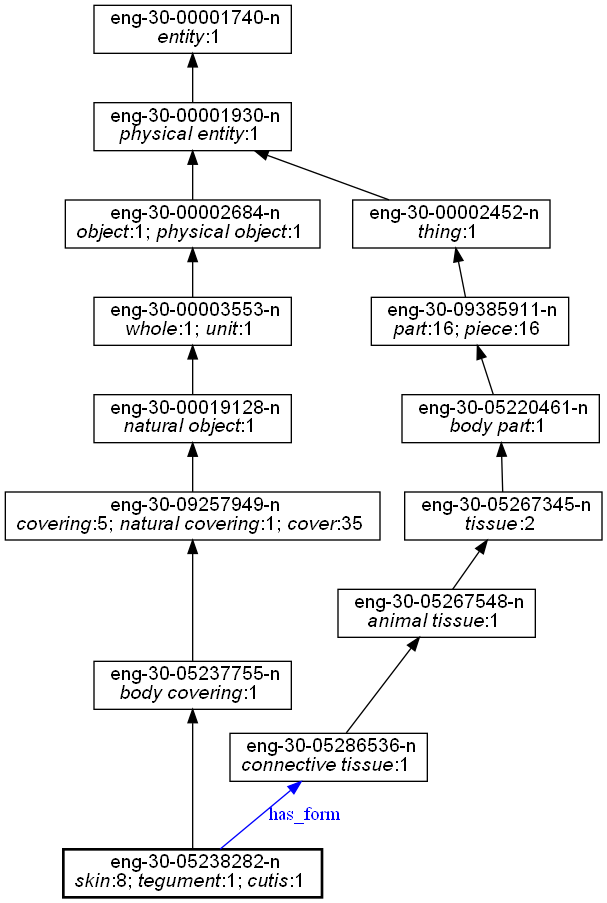 eng-30-00001740-n
entity:1
eng-30-00001930-n
physical entity:1
eng-30-00002684-n
object:1; physical object:1
eng-30-00002452-n
thing:1
eng-30-00003553-n
whole:1; unit:1
eng-30-09385911-n
part:16; piece:16
eng-30-00019128-n
natural object:1
eng-30-05220461-n
body part:1
eng-30-09257949-n
covering:5; natural covering:1; cover:35
eng-30-05267345-n
tissue:2
eng-30-05267548-n
animal tissue:1
eng-30-05237755-n
body covering:1
eng-30-05286536-n
connective tissue:1
has_form
eng-30-05238282-n
skin:8; tegument:1; cutis:1